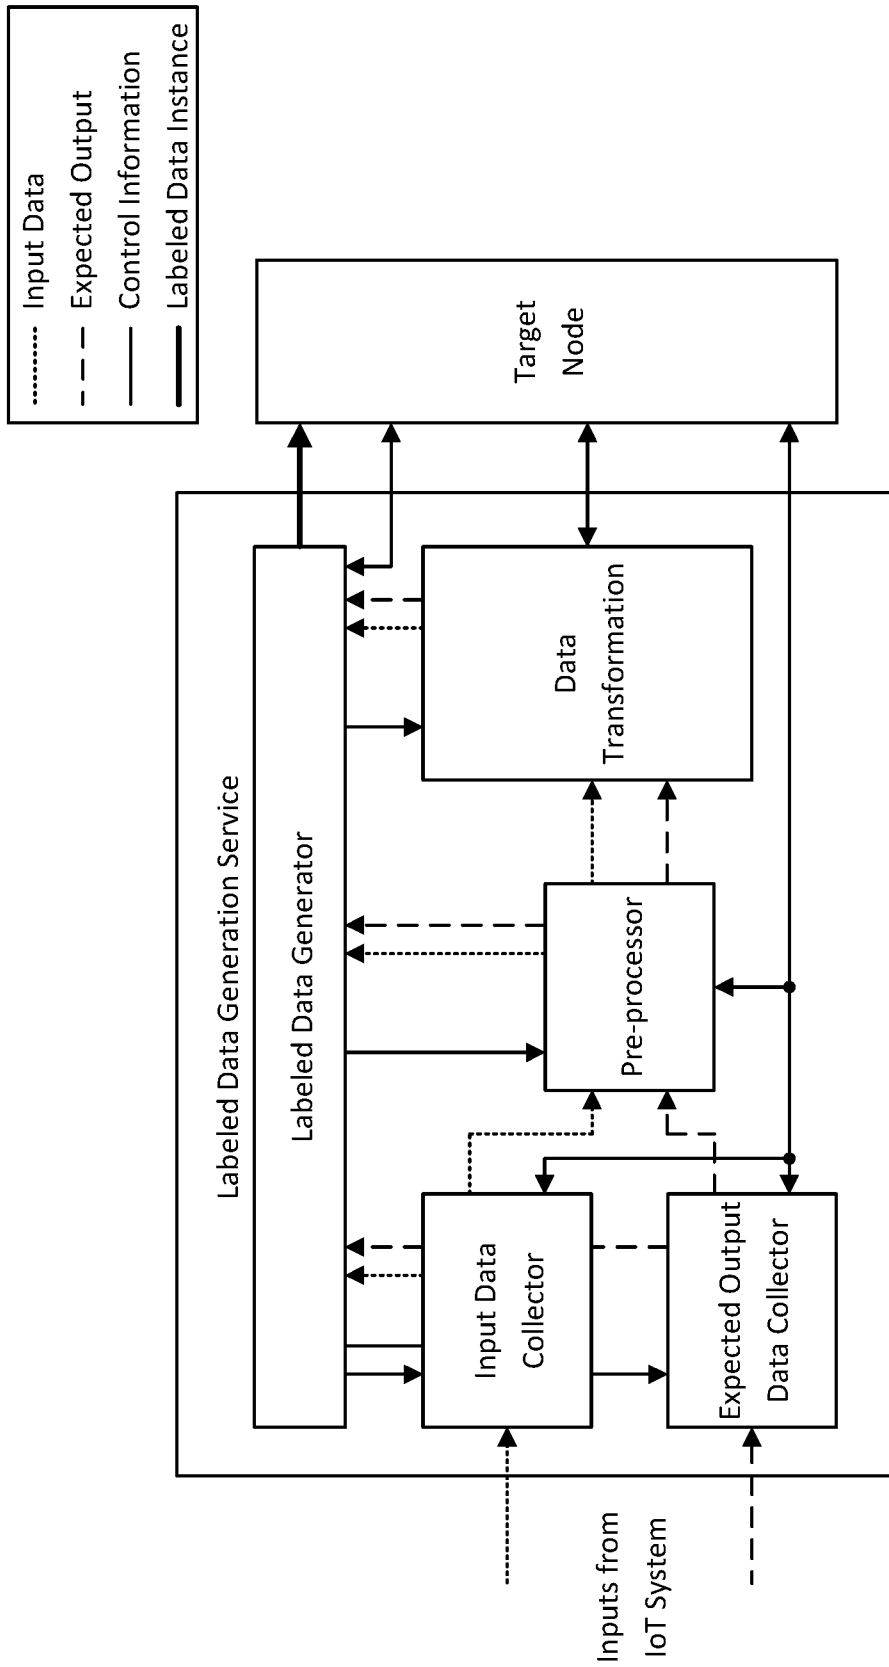 Input Data
Expected Output
Control Information
Labeled Data Instance
Labeled Data Generation Service
Labeled Data Generator
Target
Node
Data
Transformation
Pre-processor
Input Data
Collector
Expected Output
Data Collector
Inputs from
IoT System